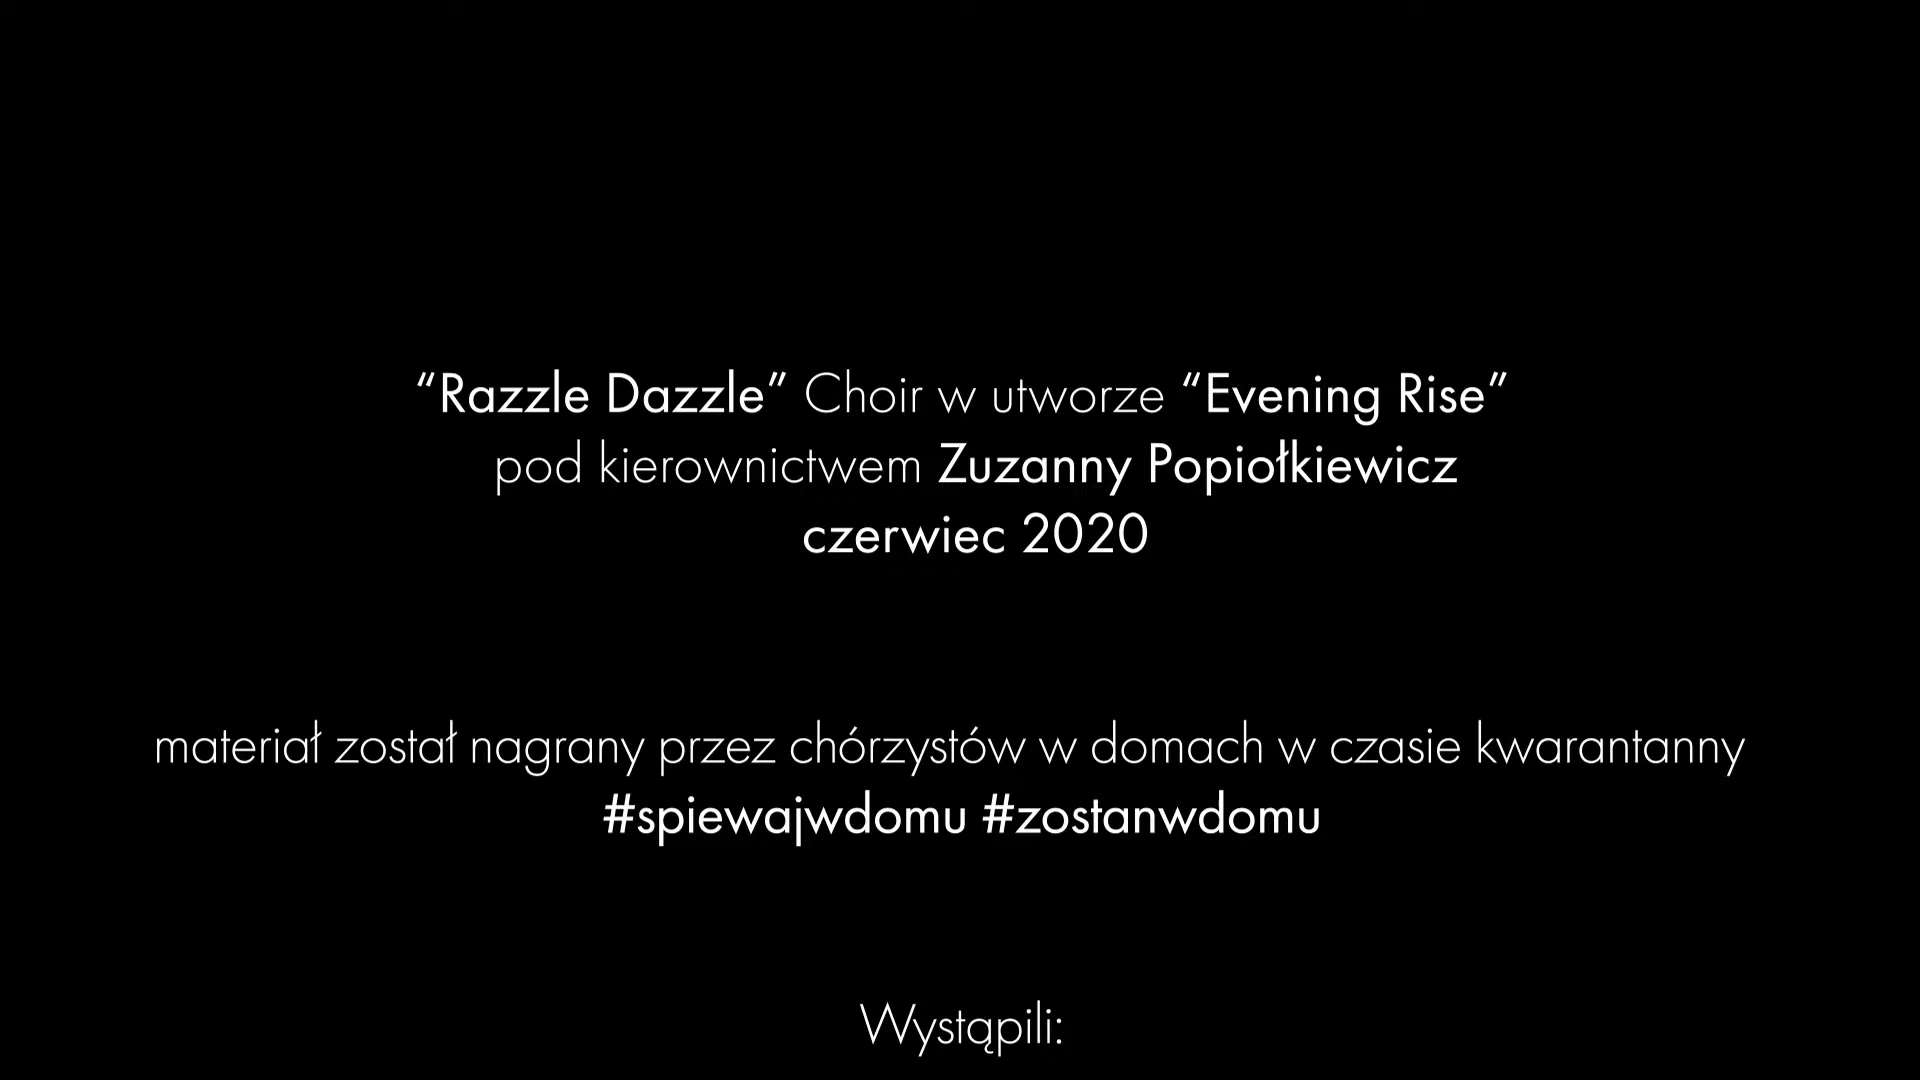 “Razzle Dazzle” Choir w utworze “Evening Rise”
pod kierownictwem Zuzanny Popiołkiewicz
czerwiec 2020
materiał został nagrany przez chórzystów w domach w czasie kwarantanny
#spiewajwdomu #zostanwdomu
Wystąpili: